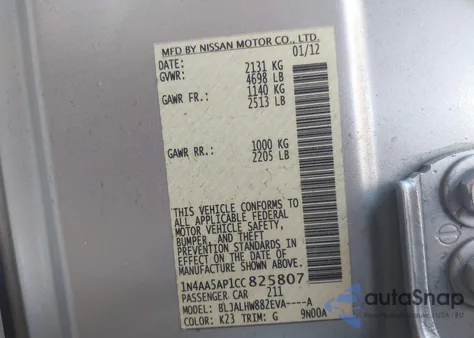 MFD BY NISSAN MOTOR CO., LTD.
DATE: 01/12
GVWR: 2131 KG
4698 LB
GAWR FR.: 1140 KG
2513 LB
GAWR RR.: 1000 KG
2205 LB
THIS VEHICLE CONFORMS TO
ALL APPLICABLE FEDERAL
MOTOR VEHICLE SAFETY,
BUMPER, AND THEFT
PREVENTION STANDARDS IN
EFFECT ON THE DATE OF
MANUFACTURE SHOWN ABOVE.
1N4AA5AP1CC825807
PASSENGER CAR 211
MODEL: BLJALHW882EVA----A
COLOR: K23 TRIM: G 9N00A
autoSnap